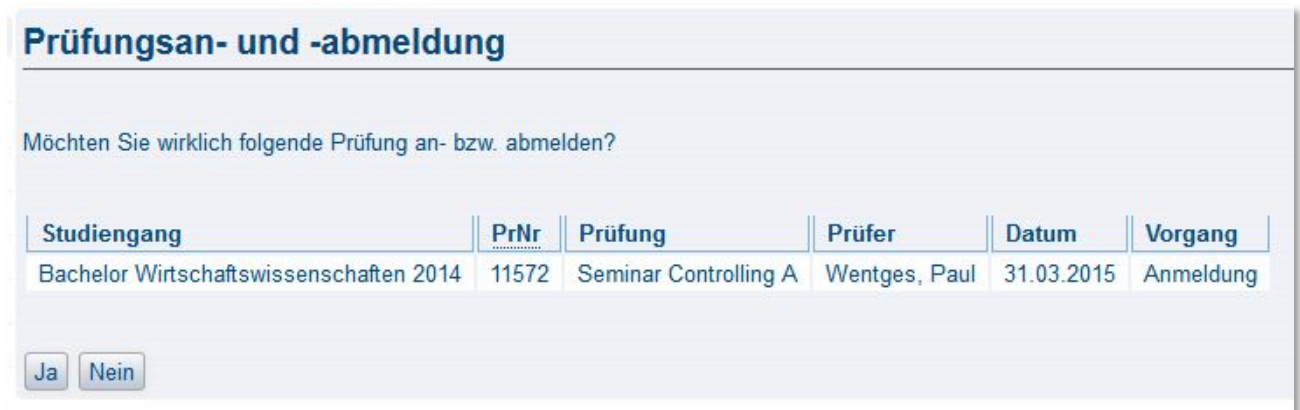 Prüfungsan- und -abmeldung
Möchten Sie wirklich folgende Prüfung an- bzw. abmelden?
Studiengang PrNr Prüfung Prüfer Datum Vorgang
Bachelor Wirtschaftswissenschaften 2014 11572 Seminar Controlling A Wentges, Paul 31.03.2015 Anmeldung
Ja Nein